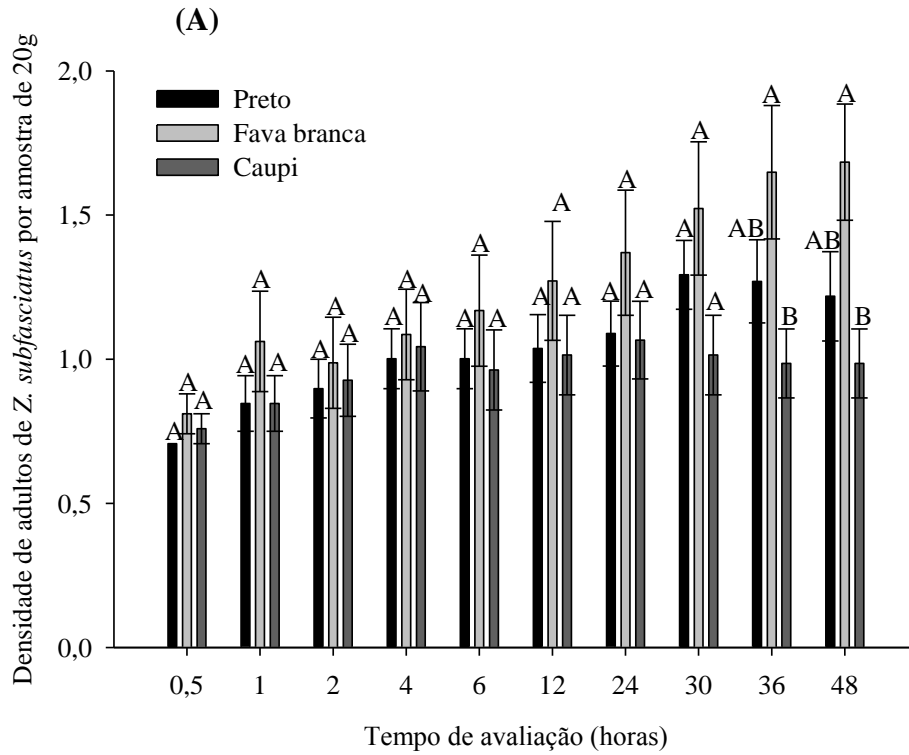 (A)
Densidade de adultos de Z. subfasciatus por amostra de 20g
2,0
1,5
1,0
0,5
0,0
Preto
Fava branca
Caupi
A A A
A A A
A A A
A A A
A A A
A A A
A A A
A A A
AB A B
AB A B
0,5 1 2 4 6 12 24 30 36 48
Tempo de avaliação (horas)